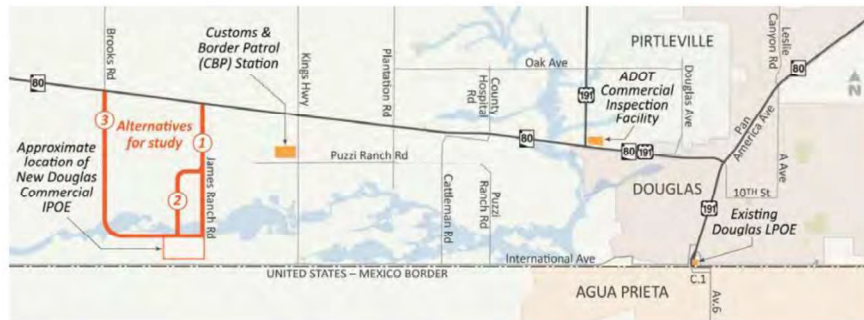 Brooks Rd
Customs &
Border Patrol
(CBP) Station
Kings Hwy
Plantation Rd
County
Hospital
Rd
Oak Ave
191
PIRTLEVILLE
ADOT
Commercial
Inspection
Facility
Douglas Ave
Leslie
Canyon Rd
80
N
80
3
Alternatives
for study
1
James Ranch Rd
2
Approximate
location of
New Douglas
Commercial
IPOE
Puzzi Ranch Rd
Cattleman Rd
Puzzi
Ranch Rd
80
80 191
Pan
America Ave
A Ave
DOUGLAS
10TH St
191
Existing
Douglas LPOE
International Ave
UNITED STATES – MEXICO BORDER
C.1
AGUA PRIETA
Av.6